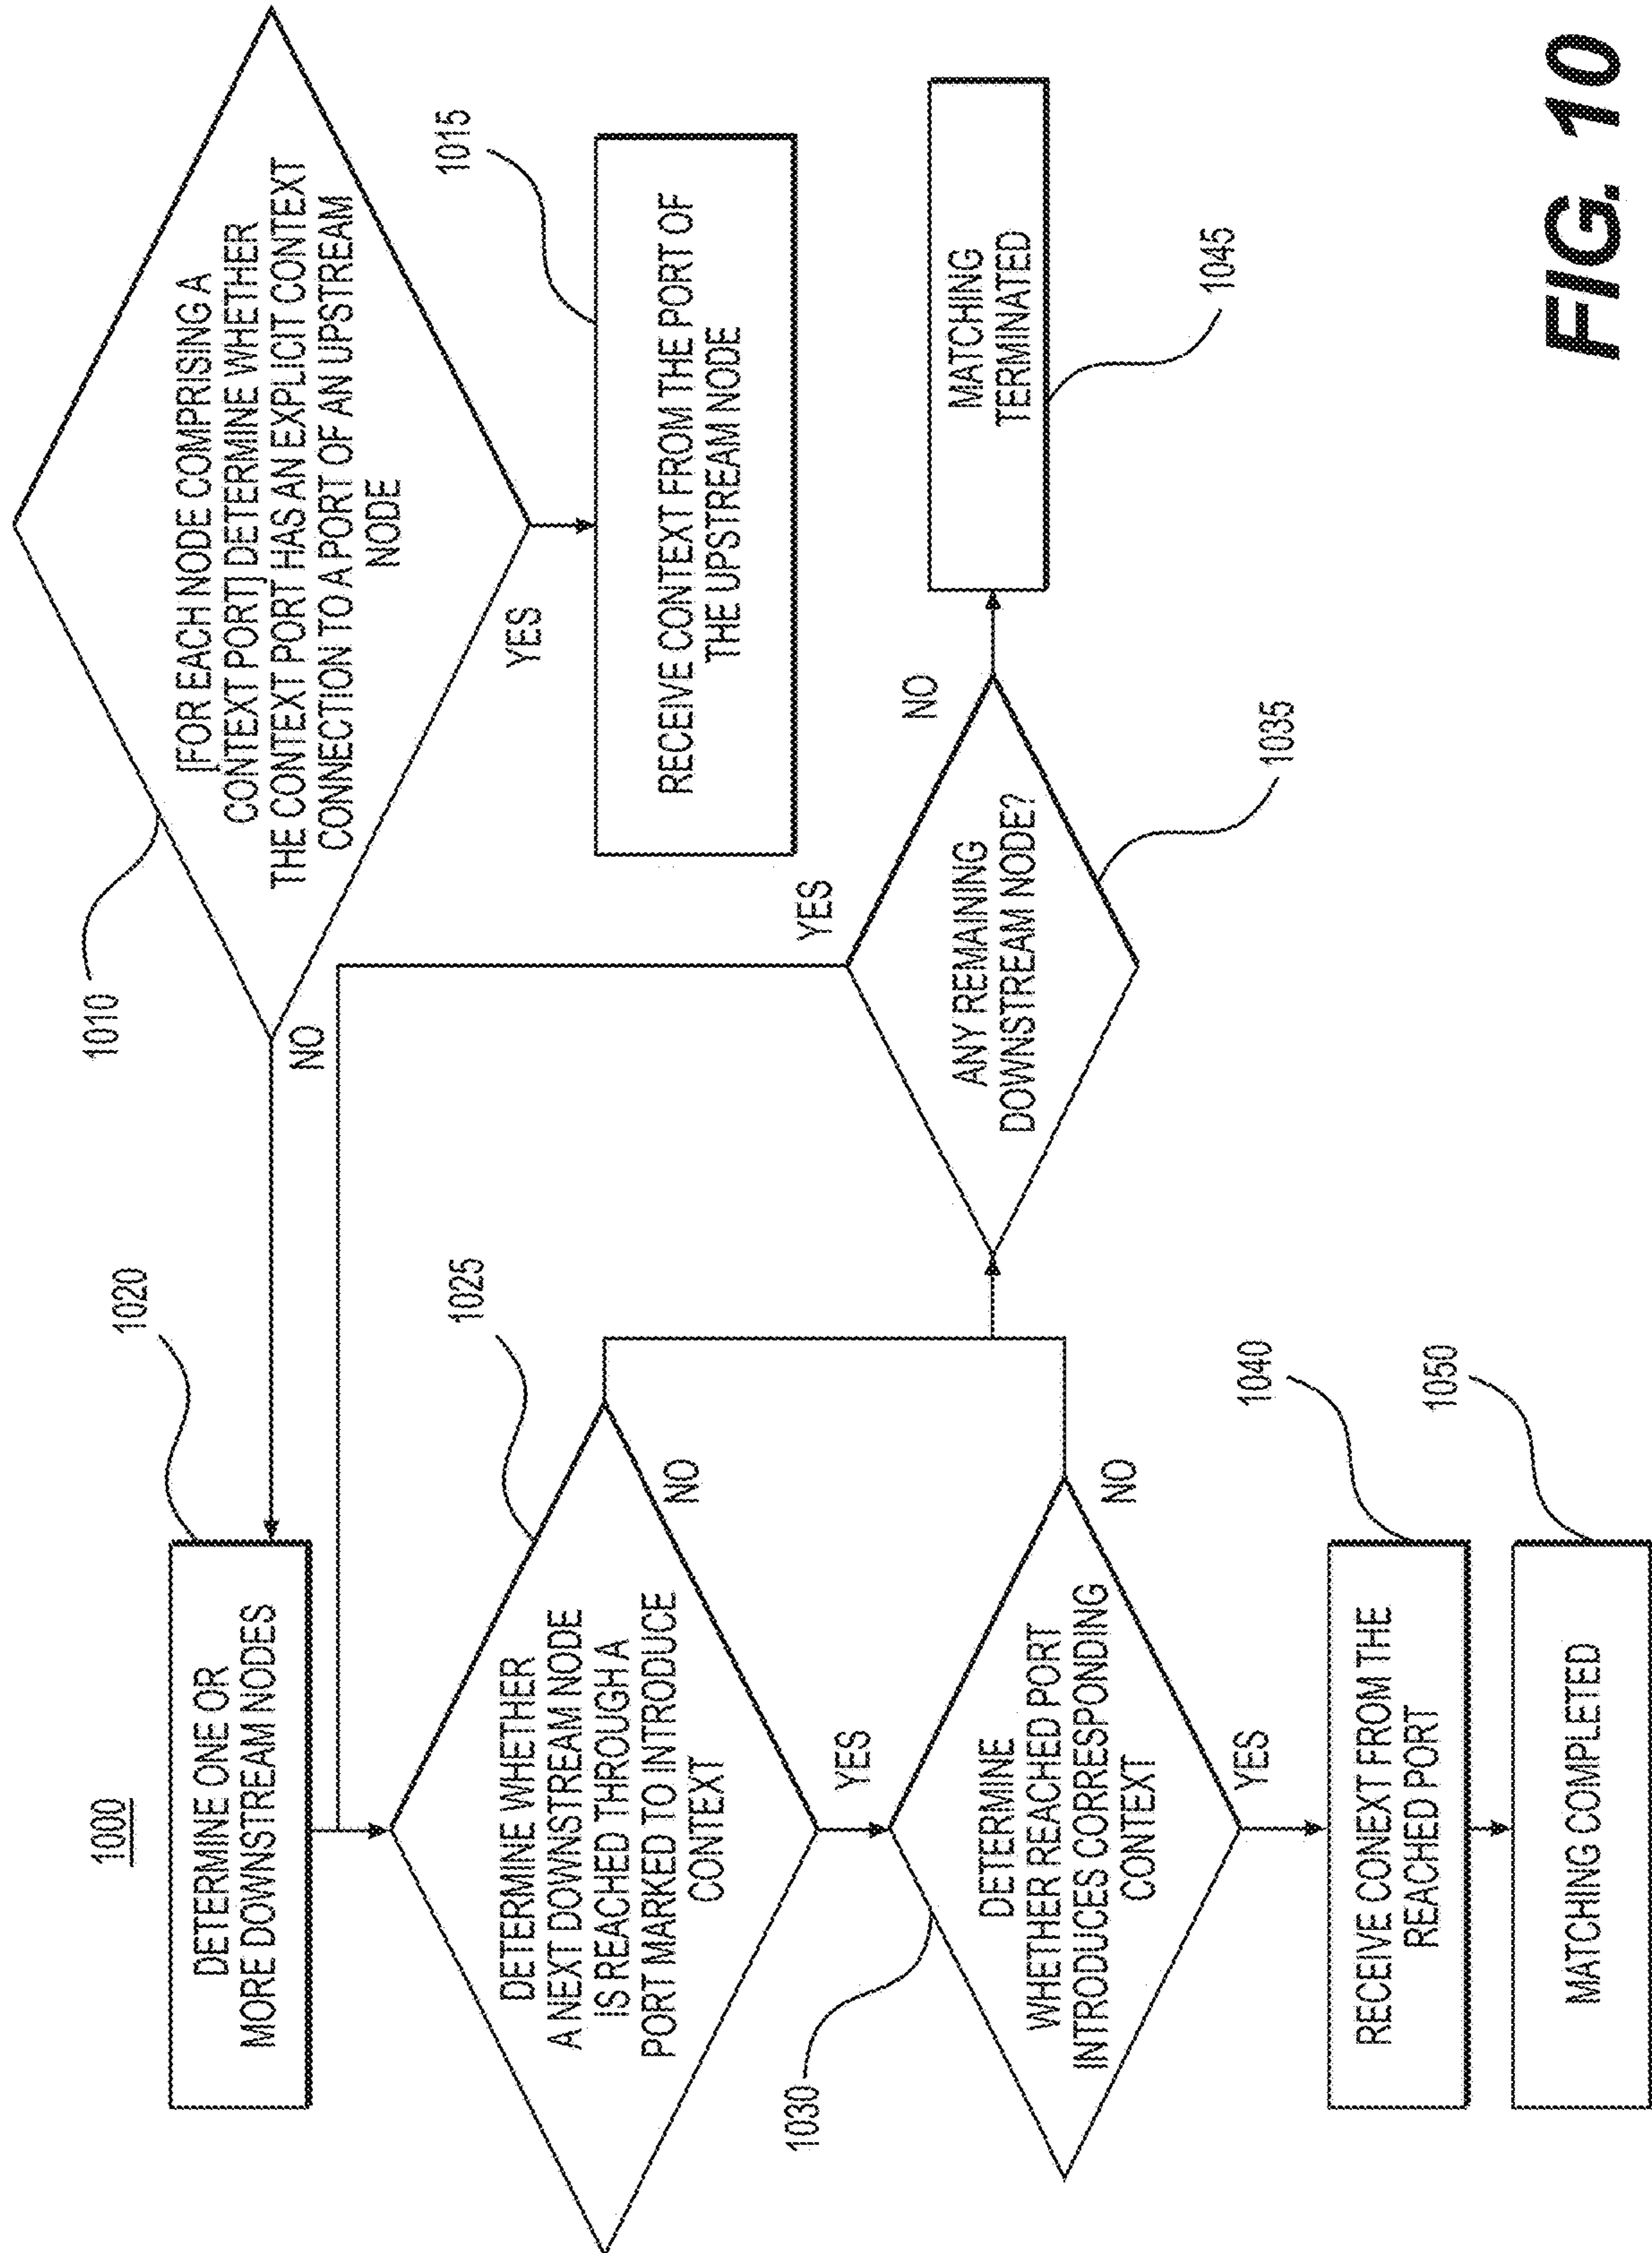 1000
1010
[FOR EACH NODE COMPRISING A
CONTEXT PORT] DETERMINE WHETHER
THE CONTEXT PORT HAS AN EXPLICIT CONTEXT
CONNECTION TO A PORT OF AN UPSTREAM
NODE
NO
YES
1015
RECEIVE CONTEXT FROM THE PORT OF
THE UPSTREAM NODE
1020
DETERMINE ONE OR
MORE DOWNSTREAM NODES
1025
DETERMINE WHETHER
A NEXT DOWNSTREAM NODE
IS REACHED THROUGH A
PORT MARKED TO INTRODUCE
CONTEXT
NO
YES
1030
DETERMINE
WHETHER REACHED PORT
INTRODUCES CORRESPONDING
CONTEXT
NO
YES
1035
ANY REMAINING
DOWNSTREAM NODE?
YES
NO
MATCHING
TERMINATED
1045
1040
RECEIVE CONEXT FROM THE
REACHED PORT
1050
MATCHING COMPLETED
FIG. 10